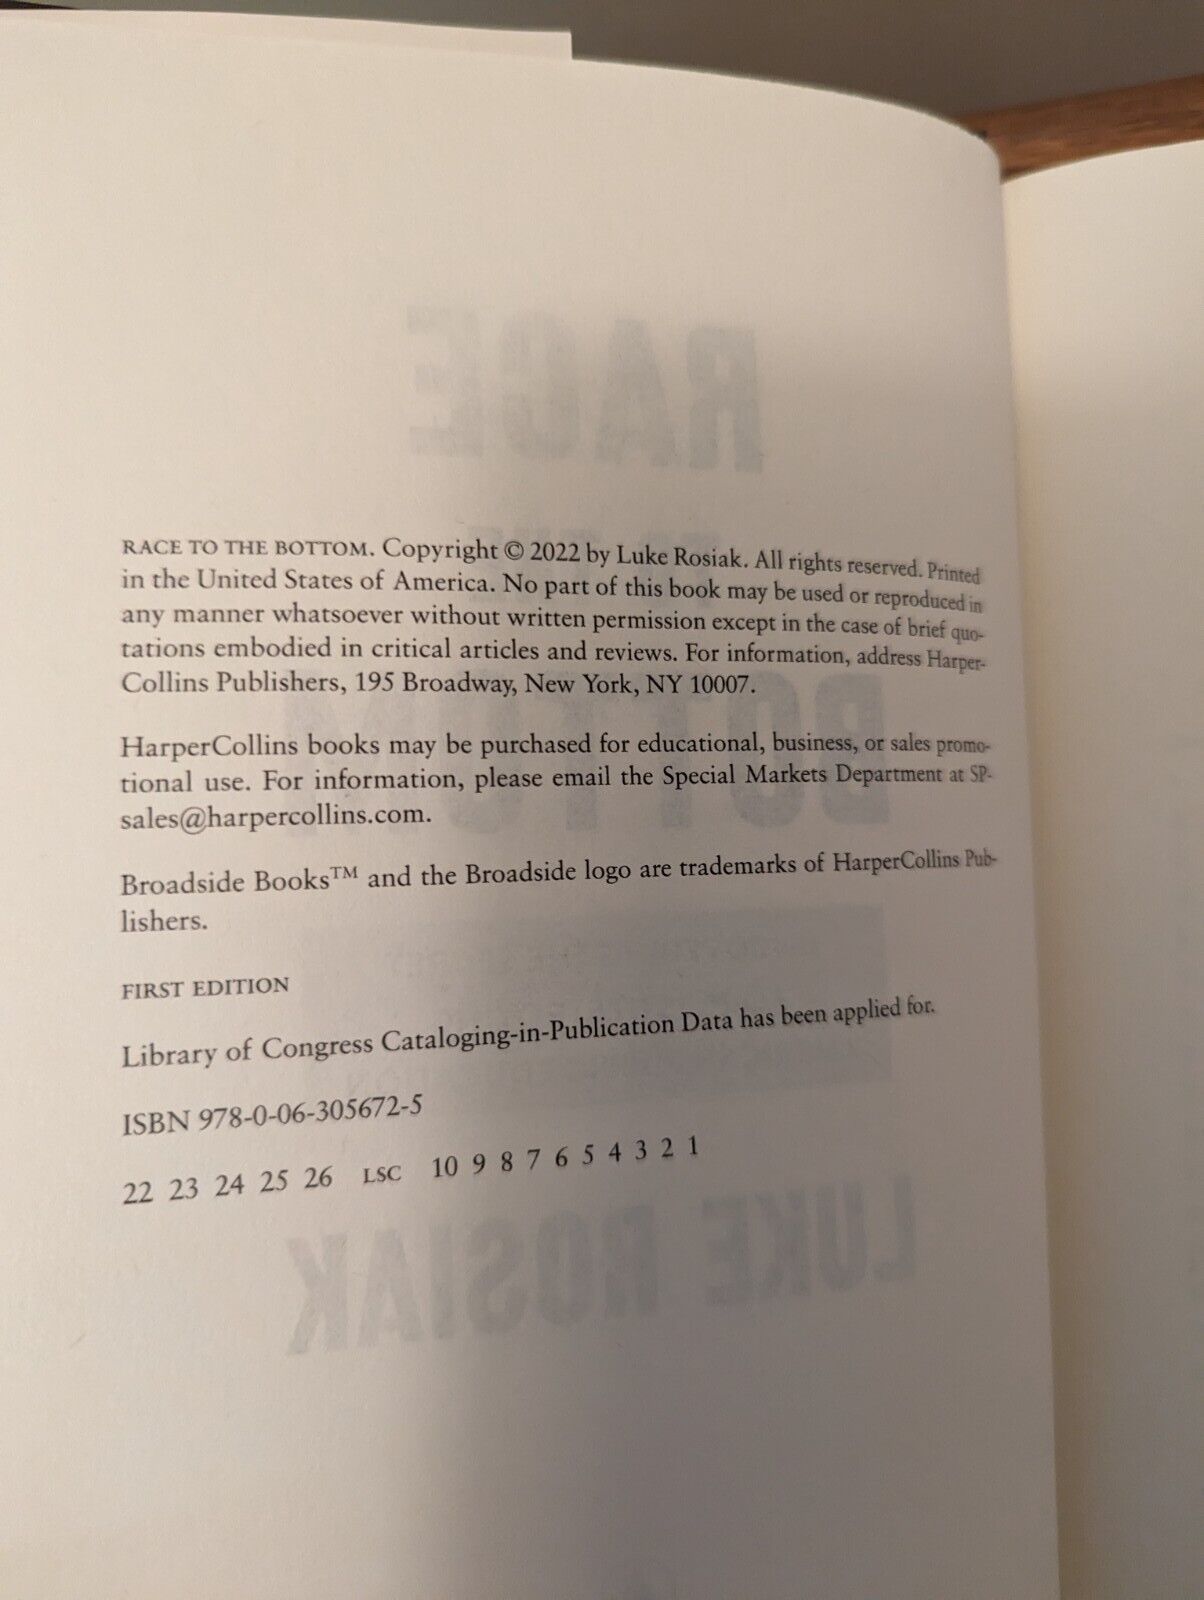 RACE TO THE BOTTOM. Copyright © 2022 by Luke Rosiak. All rights reserved. Printed
in the United States of America. No part of this book may be used or reproduced in
any manner whatsoever without written permission except in the case of brief quo-
tations embodied in critical articles and reviews. For information, address Harper-
Collins Publishers, 195 Broadway, New York, NY 10007.
HarperCollins books may be purchased for educational, business, or sales promo-
tional use. For information, please email the Special Markets Department at SP-
sales@harpercollins.com.
Broadside Books™ and the Broadside logo are trademarks of HarperCollins Pub-
lishers.
FIRST EDITION
Library of Congress Cataloging-in-Publication Data has been applied for.
ISBN 978-0-06-305672-5
22 23 24 25 26 LSC 10 9 8 7 6 5 4 3 2 1
RACE
BOTTOM
LUKE ROSIAK